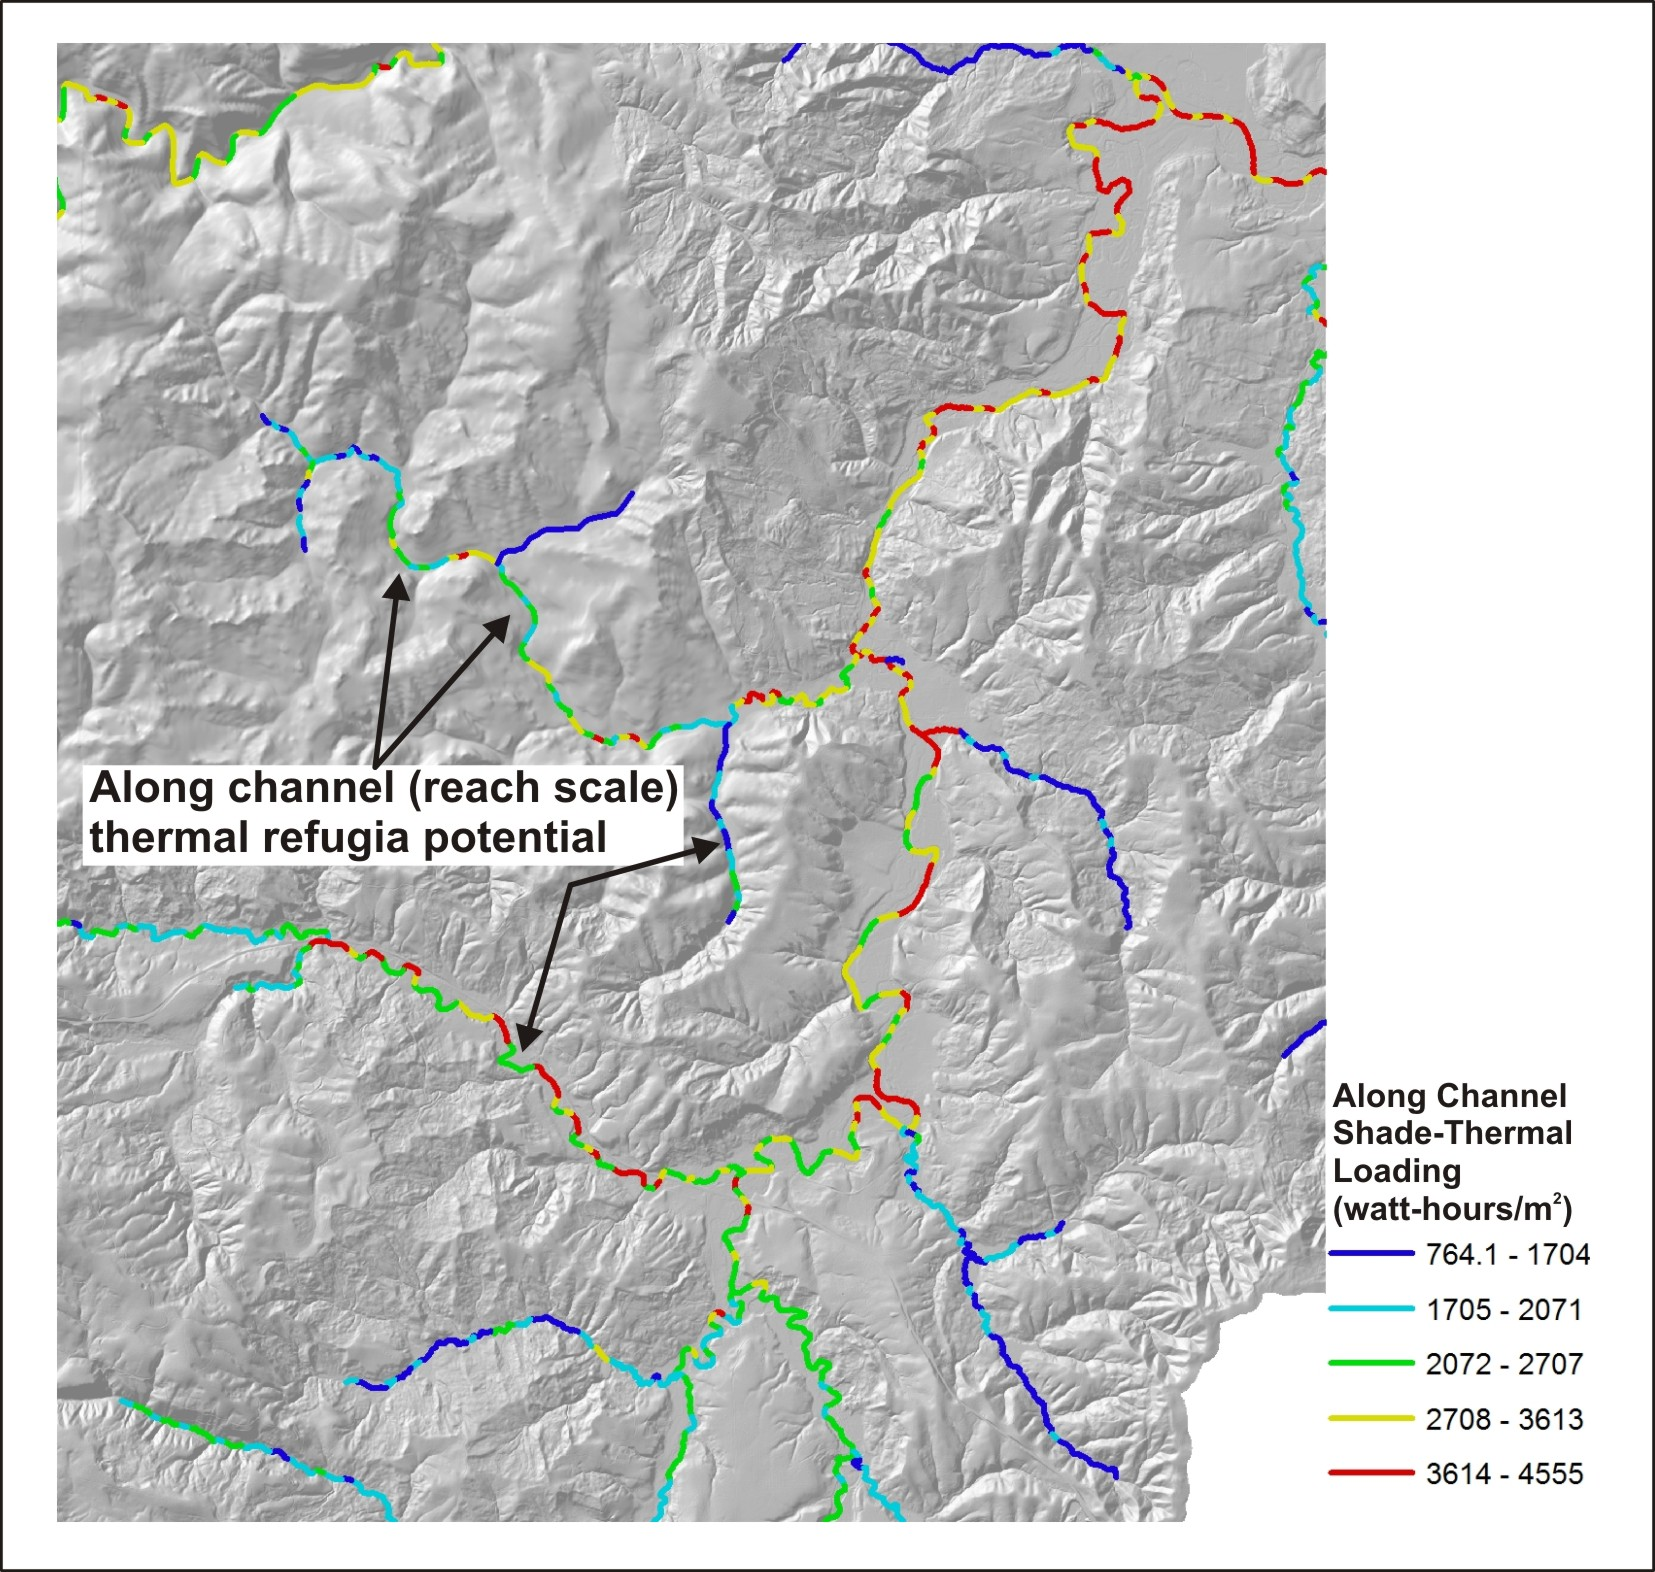 Along channel (reach scale)
thermal refugia potential
Along Channel
Shade-Thermal
Loading
(watt-hours/m²)
764.1 - 1704
1705 - 2071
2072 - 2707
2708 - 3613
3614 - 4555